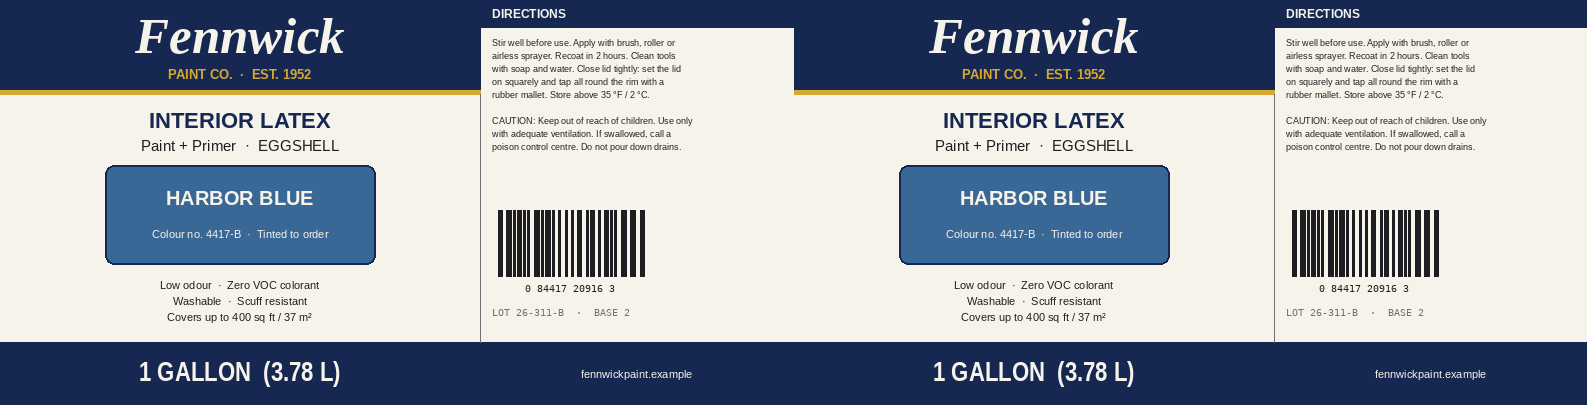 Fennwick
PAINT CO. · EST. 1952
INTERIOR LATEX
Paint + Primer · EGGSHELL
HARBOR BLUE
Colour no. 4417-B · Tinted to order
Low odour · Zero VOC colorant
Washable · Scuff resistant
Covers up to 400 sq ft / 37 m²
1 GALLON (3.78 L)
DIRECTIONS
Stir well before use. Apply with brush, roller or
airless sprayer. Recoat in 2 hours. Clean tools
with soap and water. Close lid tightly: set the lid
on squarely and tap all round the rim with a
rubber mallet. Store above 35 °F / 2 °C.
CAUTION: Keep out of reach of children. Use only
with adequate ventilation. If swallowed, call a
poison control centre. Do not pour down drains.
0 84417 20916 3
LOT 26-311-B · BASE 2
fennwickpaint.example
Fennwick
PAINT CO. · EST. 1952
INTERIOR LATEX
Paint + Primer · EGGSHELL
HARBOR BLUE
Colour no. 4417-B · Tinted to order
Low odour · Zero VOC colorant
Washable · Scuff resistant
Covers up to 400 sq ft / 37 m²
1 GALLON (3.78 L)
DIRECTIONS
Stir well before use. Apply with brush, roller or
airless sprayer. Recoat in 2 hours. Clean tools
with soap and water. Close lid tightly: set the lid
on squarely and tap all round the rim with a
rubber mallet. Store above 35 °F / 2 °C.
CAUTION: Keep out of reach of children. Use only
with adequate ventilation. If swallowed, call a
poison control centre. Do not pour down drains.
0 84417 20916 3
LOT 26-311-B · BASE 2
fennwickpaint.example